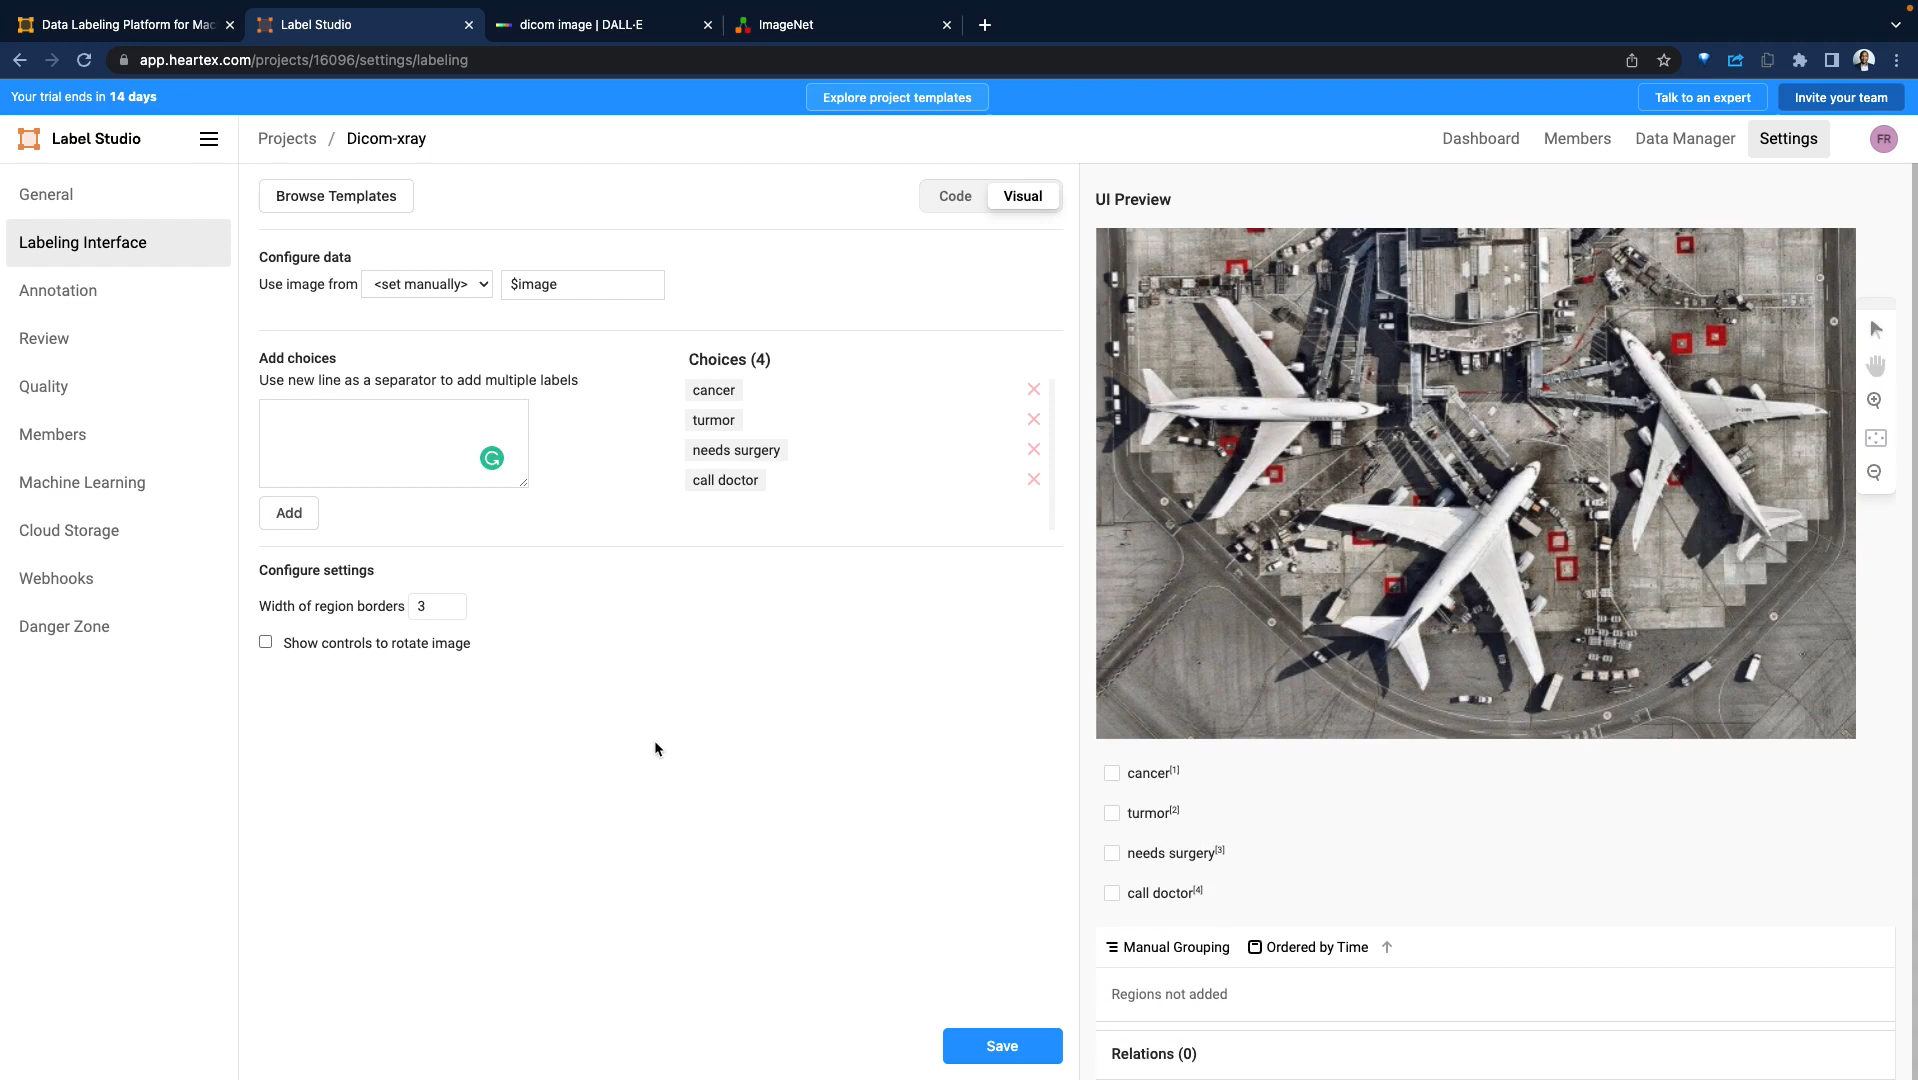 Data Labeling Platform for Mac
Label Studio
dicom image | DALL·E
ImageNet
app.heartex.com/projects/16096/settings/labeling
Your trial ends in 14 days
Explore project templates
Talk to an expert
Invite your team
Label Studio
Projects / Dicom-xray
Dashboard
Members
Data Manager
Settings
FR
General
Labeling Interface
Annotation
Review
Quality
Members
Machine Learning
Cloud Storage
Webhooks
Danger Zone
Browse Templates
Code
Visual
Configure data
Use image from <set manually> $image
Add choices
Use new line as a separator to add multiple labels
Add
Choices (4)
cancer
turmor
needs surgery
call doctor
Configure settings
Width of region borders 3
Show controls to rotate image
Save
UI Preview
cancer[1]
turmor[2]
needs surgery[3]
call doctor[4]
Manual Grouping
Ordered by Time
Regions not added
Relations (0)